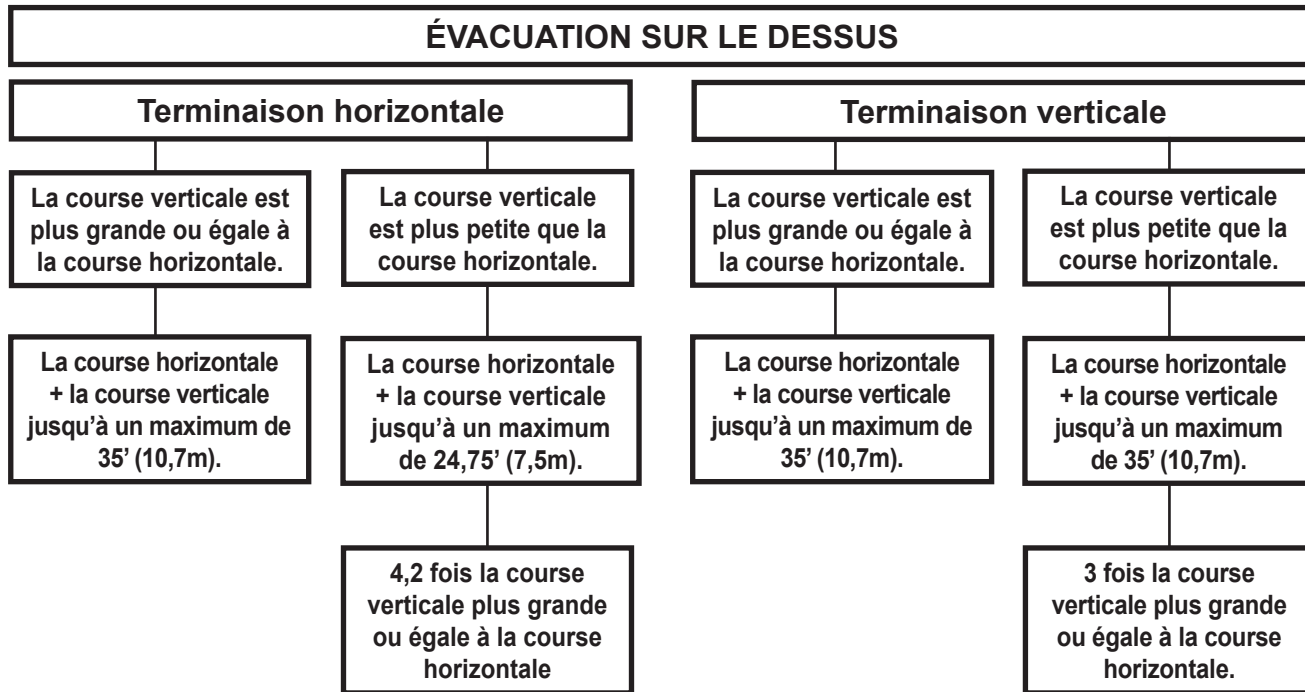 ÉVACUATION SUR LE DESSUS
Terminaison horizontale
La course verticale est
plus grande ou égale à
la course horizontale.
La course horizontale
+ la course verticale
jusqu’à un maximum de
35’ (10,7m).
La course verticale
est plus petite que la
course horizontale.
La course horizontale
+ la course verticale
jusqu’à un maximum
de 24,75’ (7,5m).
4,2 fois la course
verticale plus grande
ou égale à la course
horizontale
Terminaison verticale
La course verticale est
plus grande ou égale à
la course horizontale.
La course horizontale
+ la course verticale
jusqu’à un maximum de
35’ (10,7m).
La course verticale
est plus petite que la
course horizontale.
La course horizontale
+ la course verticale
jusqu’à un maximum
de 35’ (10,7m).
3 fois la course
verticale plus grande
ou égale à la course
horizontale.